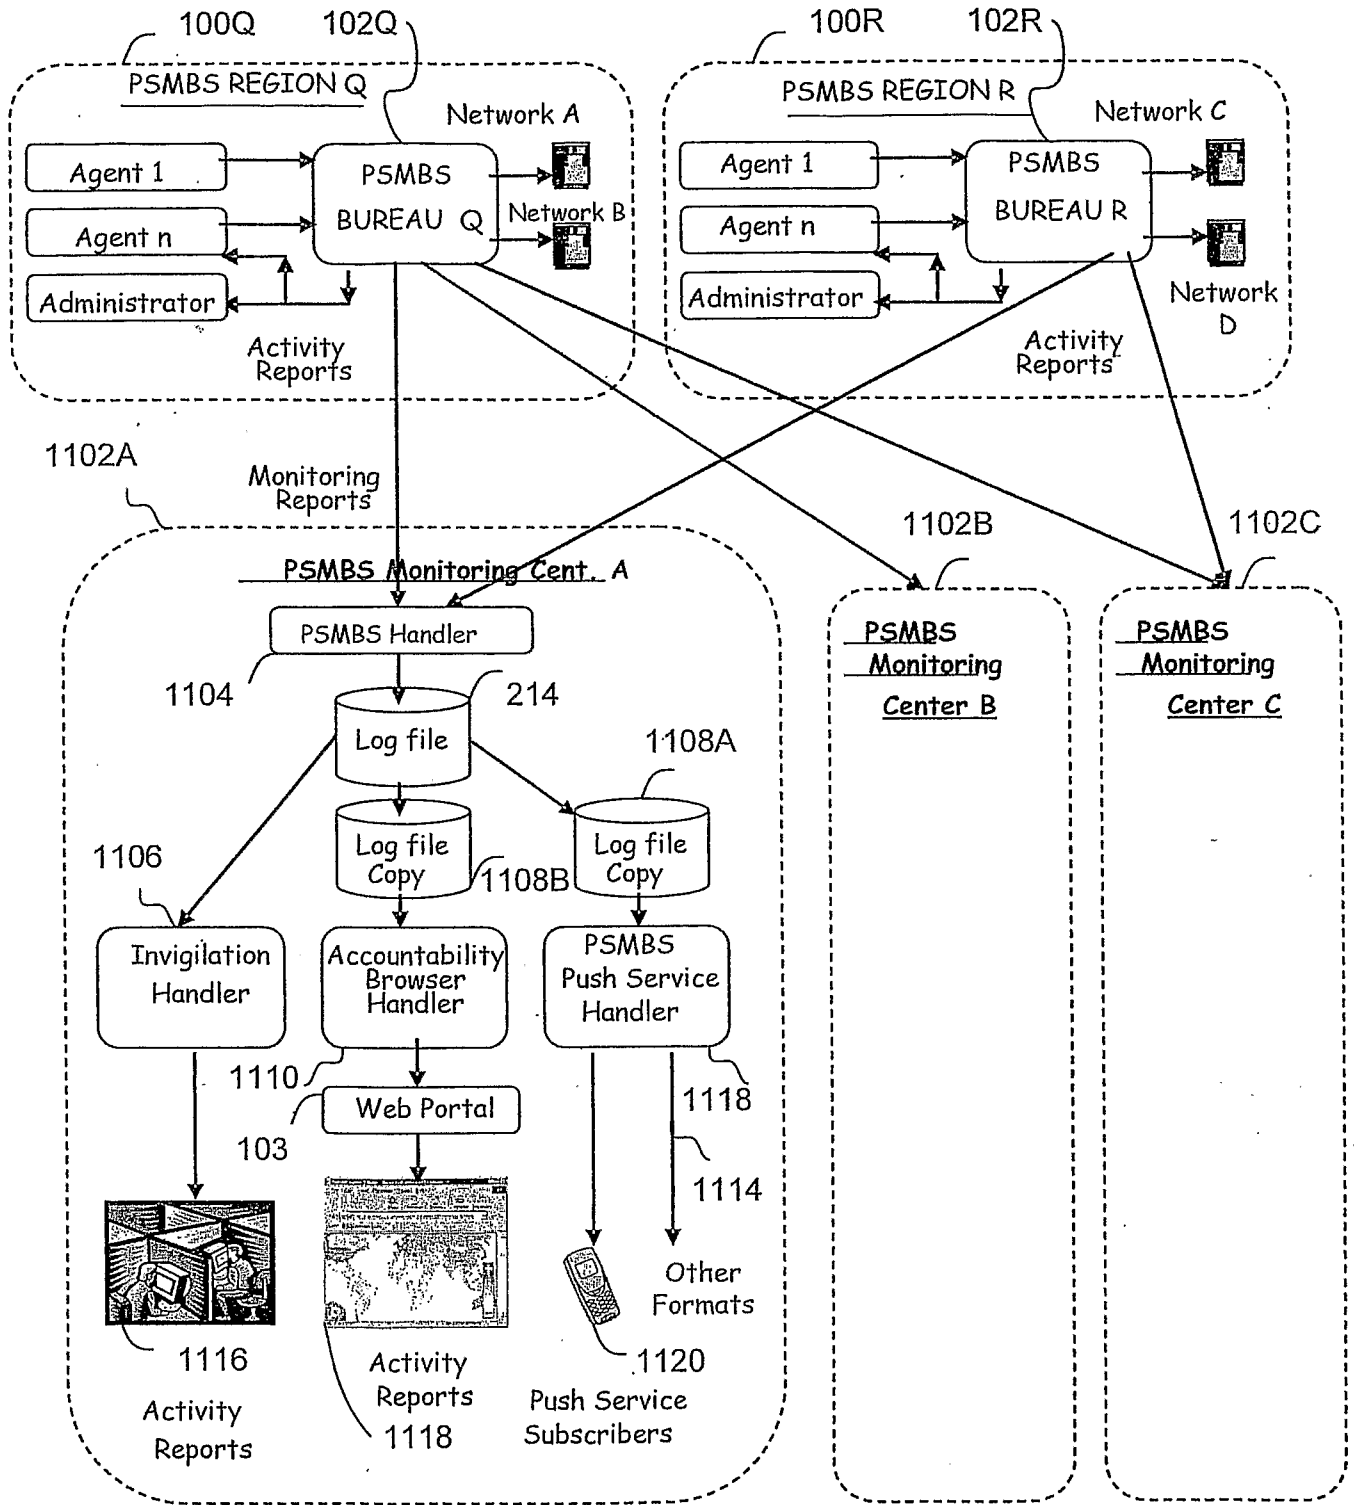 100Q
102Q
100R
102R
PSMBS REGION Q
Network A
Agent 1
PSMBS
BUREAU Q
Network B
Agent n
Administrator
Activity
Reports
PSMBS REGION R
Network C
Agent 1
PSMBS
BUREAU R
Agent n
Administrator
Network
D
Activity
Reports
1102A
Monitoring
Reports
1102B
1102C
PSMBS Monitoring Cent. A
PSMBS Handler
1104
214
Log file
1108A
Log file
Copy
1108B
Log file
Copy
1106
Invigilation
Handler
Accountability
Browser
Handler
PSMBS
Push Service
Handler
1110
1118
Web Portal
103
1114
Other
Formats
1116
1120
Activity
Reports
Activity
Reports
1118
Push Service
Subscribers
PSMBS
Monitoring
Center B
PSMBS
Monitoring
Center C